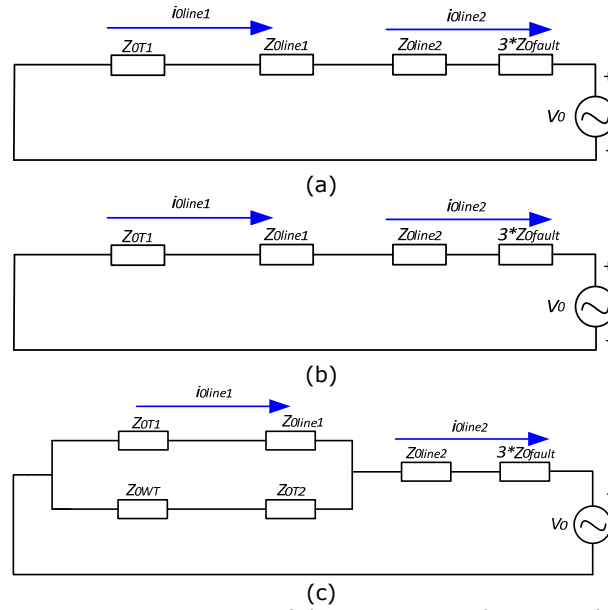 i0line1 i0line2
Z0T1 Z0line1 Z0line2 3*Z0fault
+
V0
-
(a)
i0line1 i0line2
Z0T1 Z0line1 Z0line2 3*Z0fault
+
V0
-
(b)
i0line1
i0line2
Z0T1 Z0line1
Z0line2 3*Z0fault
Z0WT Z0T2
V0
(c)